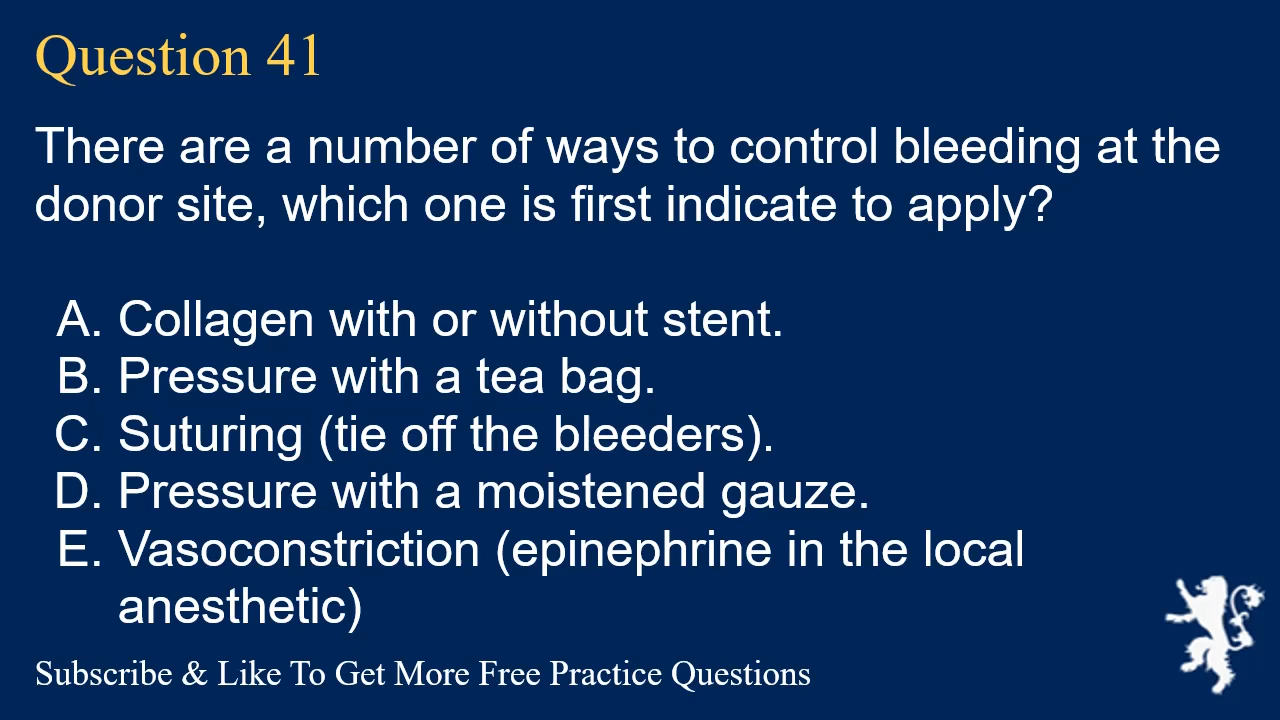 Question 41
There are a number of ways to control bleeding at the
donor site, which one is first indicate to apply?
A. Collagen with or without stent.
B. Pressure with a tea bag.
C. Suturing (tie off the bleeders).
D. Pressure with a moistened gauze.
E. Vasoconstriction (epinephrine in the local
anesthetic)
Subscribe & Like To Get More Free Practice Questions